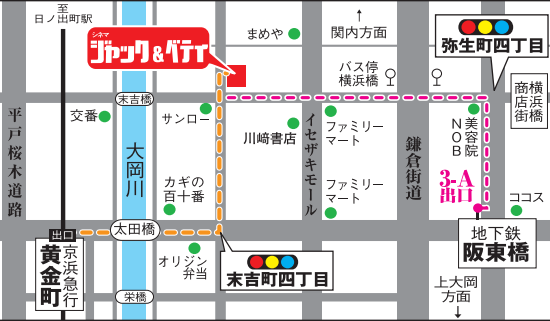 至
日ノ出町駅
シネマ
ジャック&ベティ
まめや
関内方面
弥生町四丁目
バス停
横浜橋
末吉橋
交番
サンロー
川﨑書店
ファミリー
マート
イセザキモール
鎌倉街道
美容院
NOB
横浜橋
商店街
平戸桜木道路
大岡川
カギの
百十番
ファミリー
マート
3-A
出口
ココス
出口
太田橋
黄金町
京浜急行
オリジン
弁当
末吉町四丁目
地下鉄
阪東橋
栄橋
上大岡
方面